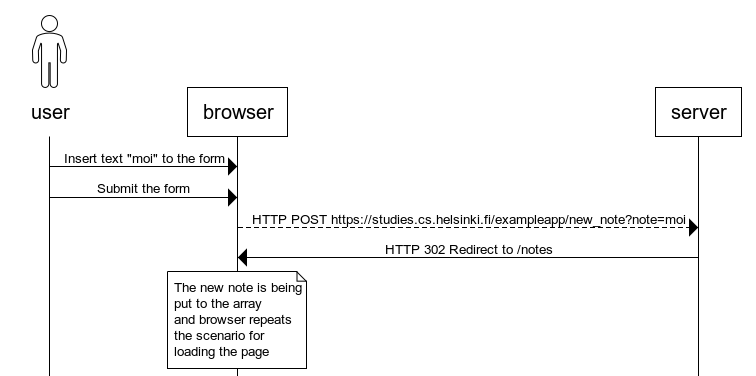 user
browser
server
Insert text "moi" to the form
Submit the form
HTTP POST https://studies.cs.helsinki.fi/exampleapp/new_note?note=moi
HTTP 302 Redirect to /notes
The new note is being
put to the array
and browser repeats
the scenario for
loading the page